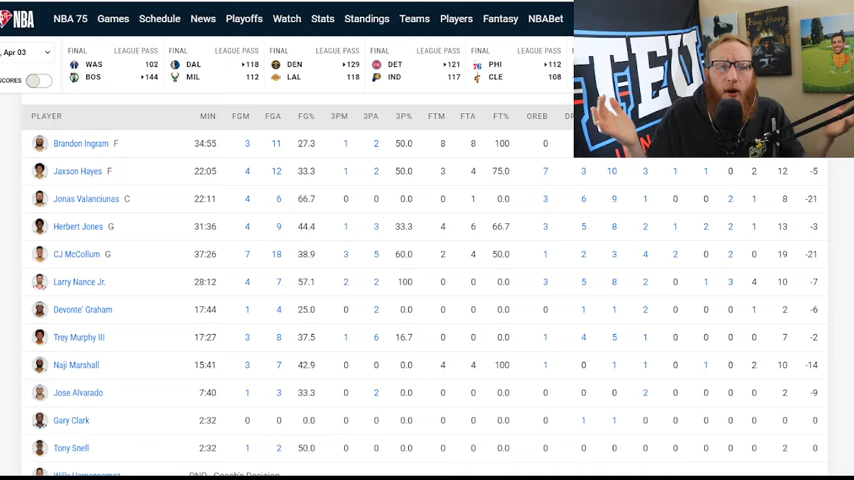 NBA NBA 75 Games Schedule News Playoffs Watch Stats Standings Teams Players Fantasy NBABet
, Apr 03 FINAL LEAGUE PASS FINAL LEAGUE PASS FINAL LEAGUE PASS FINAL LEAGUE PASS FINAL LEAGUE PASS
WAS 102 DAL 118 DEN 129 DET 121 PHI 112
SCORES BOS 144 MIL 112 LAL 118 IND 117 CLE 108
TEU
PLAYER MIN FGM FGA FG% 3PM 3PA 3P% FTM FTA FT% OREB
Brandon Ingram F 34:55 3 11 27.3 1 2 50.0 8 8 100 0
Jaxson Hayes F 22:05 4 12 33.3 1 2 50.0 3 4 75.0 7 3 10 3 1 1 0 2 12 -5
Jonas Valanciunas C 22:11 4 6 66.7 0 0 0.0 0 1 0.0 3 6 9 1 0 0 2 1 8 -21
Herbert Jones G 31:36 4 9 44.4 1 3 33.3 4 6 66.7 3 5 8 2 1 2 2 1 13 -3
CJ McCollum G 37:26 7 18 38.9 3 5 60.0 2 4 50.0 1 2 3 4 2 0 2 0 19 -21
Larry Nance Jr. 28:12 4 7 57.1 2 2 100 0 0 0.0 3 5 8 2 0 1 3 4 10 -7
Devonte' Graham 17:44 1 4 25.0 0 2 0.0 0 0 0.0 0 1 1 2 0 0 0 1 2 -6
Trey Murphy III 17:27 3 8 37.5 1 6 16.7 0 0 0.0 1 4 5 1 0 0 0 0 7 -2
Naji Marshall 15:41 3 7 42.9 0 0 0.0 4 4 100 1 0 1 1 0 1 0 2 10 -14
Jose Alvarado 7:40 1 3 33.3 0 2 0.0 0 0 0.0 0 0 0 2 0 0 0 0 2 -9
Gary Clark 2:32 0 0 0.0 0 0 0.0 0 0 0.0 0 1 1 0 0 0 0 0 0 0
Tony Snell 2:32 1 2 50.0 0 0 0.0 0 0 0.0 0 0 0 0 0 0 0 0 2 0
Willy Hernangomez DNP - Coach's Decision